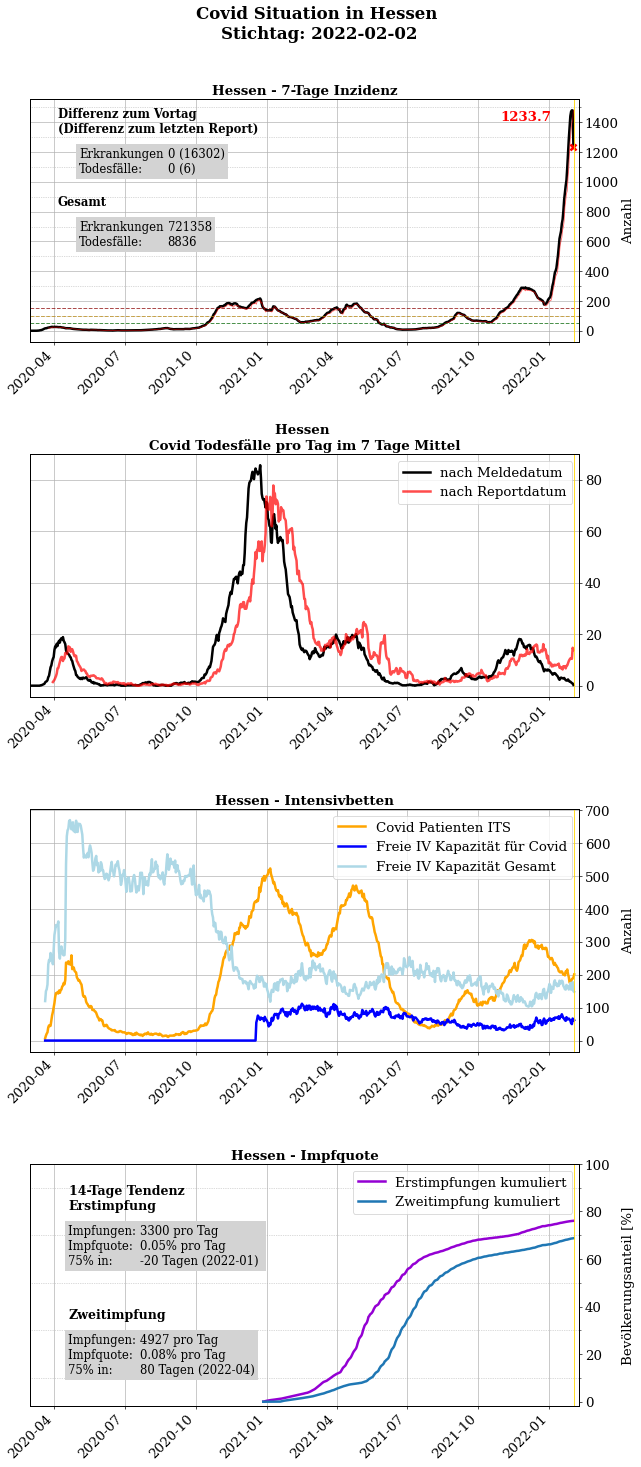 Covid Situation in Hessen
Stichtag: 2022-02-02
Hessen - 7-Tage Inzidenz
Differenz zum Vortag
(Differenz zum letzten Report)
Erkrankungen 0 (16302)
Todesfälle: 0 (6)
Gesamt
Erkrankungen 721358
Todesfälle: 8836
1233.7
1400
1200
1000
800
600
400
200
0
Anzahl
2020-04
2020-07
2020-10
2021-01
2021-04
2021-07
2021-10
2022-01
Hessen
Covid Todesfälle pro Tag im 7 Tage Mittel
nach Meldedatum
nach Reportdatum
80
60
40
20
0
2020-04
2020-07
2020-10
2021-01
2021-04
2021-07
2021-10
2022-01
Hessen - Intensivbetten
Covid Patienten ITS
Freie IV Kapazität für Covid
Freie IV Kapazität Gesamt
700
600
500
400
300
200
100
0
Anzahl
2020-04
2020-07
2020-10
2021-01
2021-04
2021-07
2021-10
2022-01
Hessen - Impfquote
14-Tage Tendenz
Erstimpfung
Impfungen: 3300 pro Tag
Impfquote: 0.05% pro Tag
75% in: -20 Tagen (2022-01)
Zweitimpfung
Impfungen: 4927 pro Tag
Impfquote: 0.08% pro Tag
75% in: 80 Tagen (2022-04)
Erstimpfungen kumuliert
Zweitimpfung kumuliert
100
80
60
40
20
0
Bevölkerungsanteil [%]
2020-04
2020-07
2020-10
2021-01
2021-04
2021-07
2021-10
2022-01